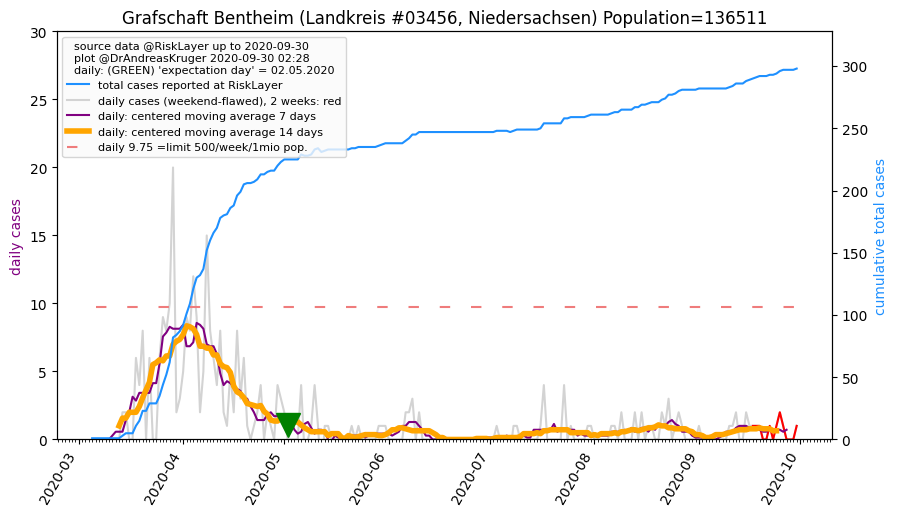 Grafschaft Bentheim (Landkreis #03456, Niedersachsen) Population=136511
source data @RiskLayer up to 2020-09-30
plot @DrAndreasKruger 2020-09-30 02:28
daily: (GREEN) 'expectation day' = 02.05.2020
total cases reported at RiskLayer
daily cases (weekend-flawed), 2 weeks: red
daily: centered moving average 7 days
daily: centered moving average 14 days
daily 9.75 =limit 500/week/1mio pop.
daily cases
30
25
20
15
10
5
0
cumulative total cases
300
250
200
150
100
50
0
2020-03
2020-04
2020-05
2020-06
2020-07
2020-08
2020-09
2020-10